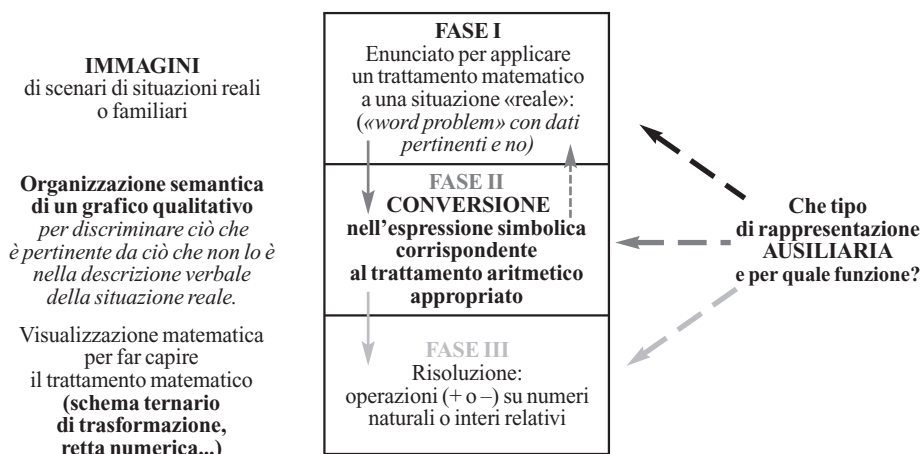 IMMAGINI
di scenari di situazioni reali
o familiari
Organizzazione semantica
di un grafico qualitativo
per discriminare ciò che
è pertinente da ciò che non lo è
nella descrizione verbale
della situazione reale.
Visualizzazione matematica
per far capire
il trattamento matematico
(schema ternario
di trasformazione,
retta numerica...)
FASE I
Enunciato per applicare
un trattamento matematico
a una situazione «reale»:
(«word problem» con dati
pertinenti e no)
FASE II
CONVERSIONE
nell'espressione simbolica
corrispondente
al trattamento aritmetico
appropriato
FASE III
Risoluzione:
operazioni (+ o –) su numeri
naturali o interi relativi
Che tipo
di rappresentazione
AUSILIARIA
e per quale funzione?